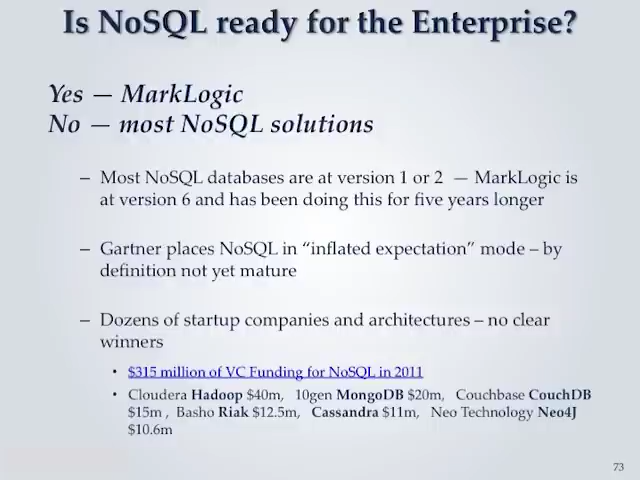 Is NoSQL ready for the Enterprise?
Yes — MarkLogic
No — most NoSQL solutions
– Most NoSQL databases are at version 1 or 2 — MarkLogic is
at version 6 and has been doing this for five years longer
– Gartner places NoSQL in “inflated expectation” mode – by
definition not yet mature
– Dozens of startup companies and architectures – no clear
winners
• $315 million of VC Funding for NoSQL in 2011
• Cloudera Hadoop $40m, 10gen MongoDB $20m, Couchbase CouchDB
$15m , Basho Riak $12.5m, Cassandra $11m, Neo Technology Neo4J
$10.6m
73